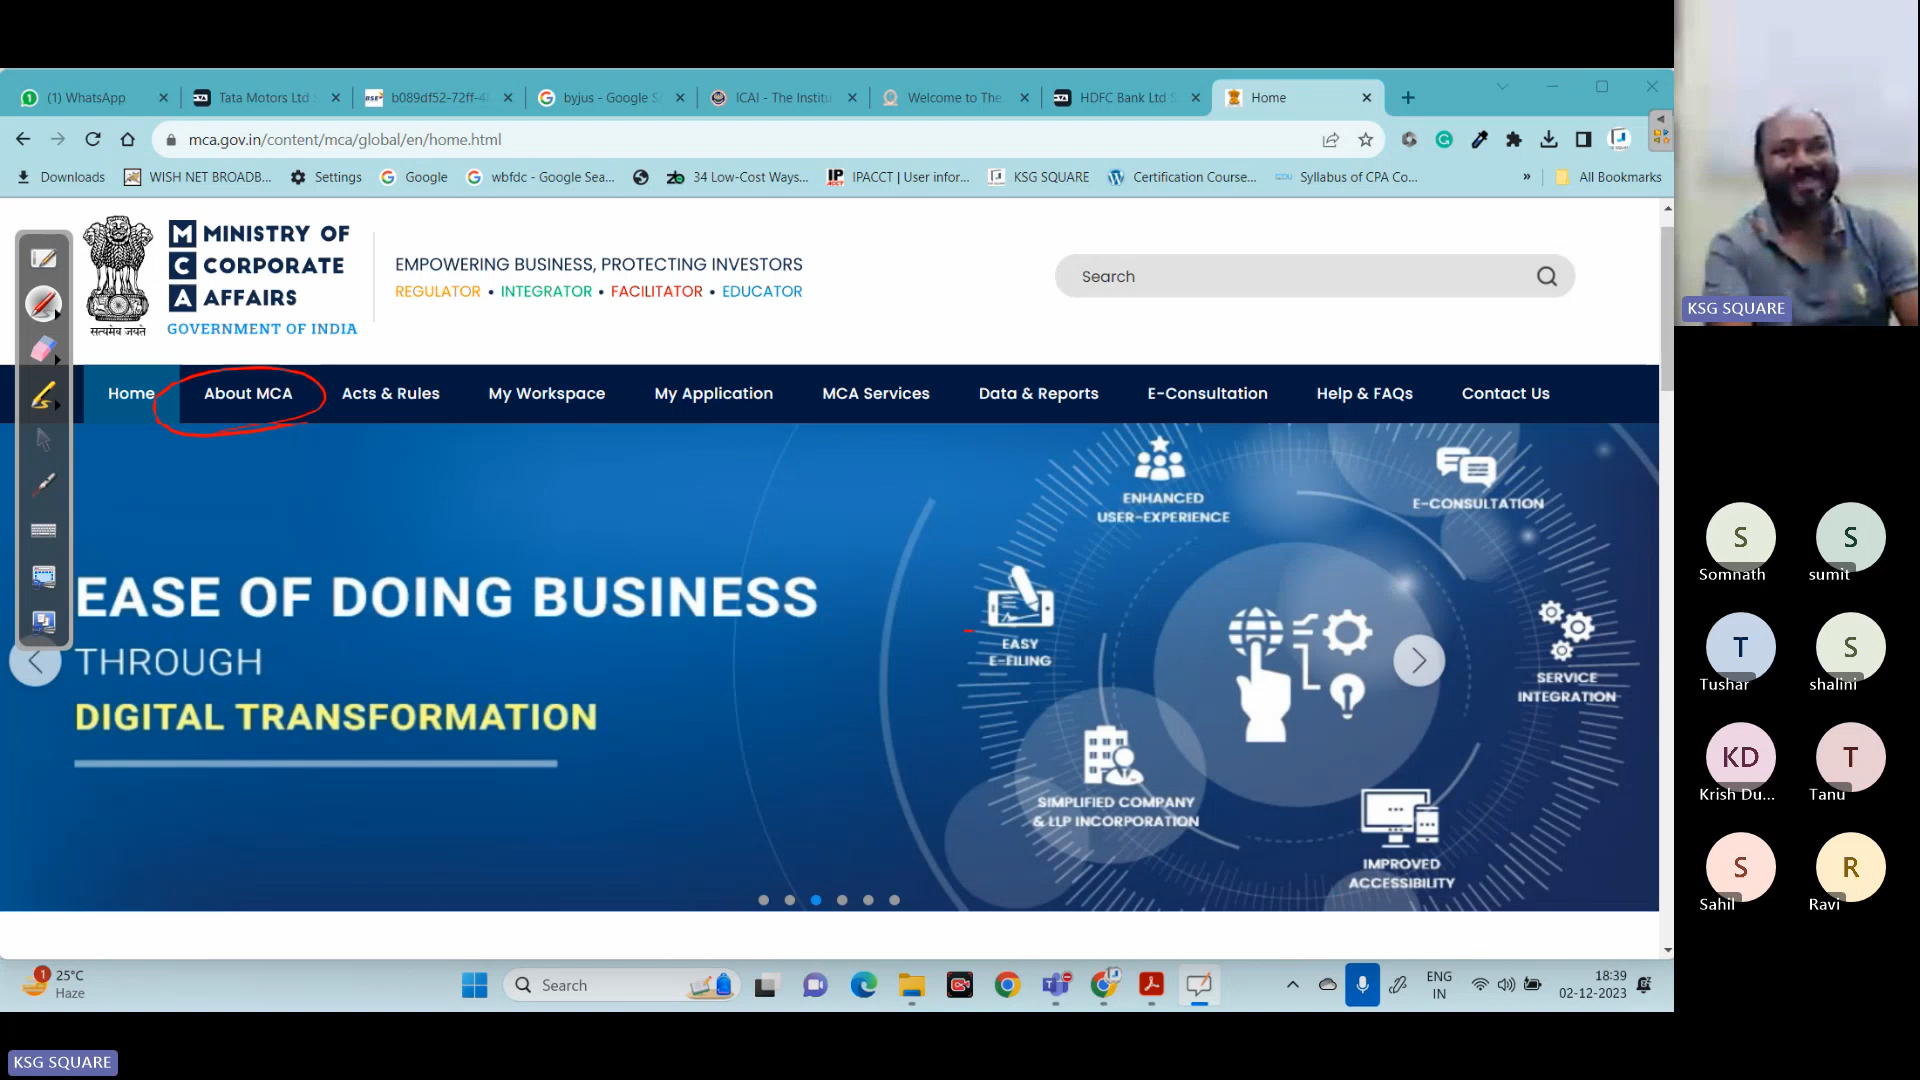 (1) WhatsApp
Tata Motors Ltd
b089df52-72ff-4
byjus - Google S
ICAI - The Institu
Welcome to The
HDFC Bank Ltd S
Home
mca.gov.in/content/mca/global/en/home.html
Downloads
WISH NET BROADB...
Settings
Google
wbfdc - Google Sea...
34 Low-Cost Ways...
IPACCT | User infor...
KSG SQUARE
Certification Course...
Syllabus of CPA Co...
» All Bookmarks
M MINISTRY OF
C CORPORATE
A AFFAIRS
GOVERNMENT OF INDIA
सत्यमेव जयते
EMPOWERING BUSINESS, PROTECTING INVESTORS
REGULATOR • INTEGRATOR • FACILITATOR • EDUCATOR
Search
KSG SQUARE
Home
About MCA
Acts & Rules
My Workspace
My Application
MCA Services
Data & Reports
E-Consultation
Help & FAQs
Contact Us
EASE OF DOING BUSINESS
THROUGH
DIGITAL TRANSFORMATION
ENHANCED
USER-EXPERIENCE
E-CONSULTATION
EASY
E-FILING
SERVICE
INTEGRATION
SIMPLIFIED COMPANY
& LLP INCORPORATION
IMPROVED
ACCESSIBILITY
S
Somnath
S
sumit
T
Tushar
S
shalini
KD
Krish Du...
T
Tanu
S
Sahil
R
Ravi
1
25°C
Haze
Search
ENG
IN
18:39
02-12-2023
KSG SQUARE